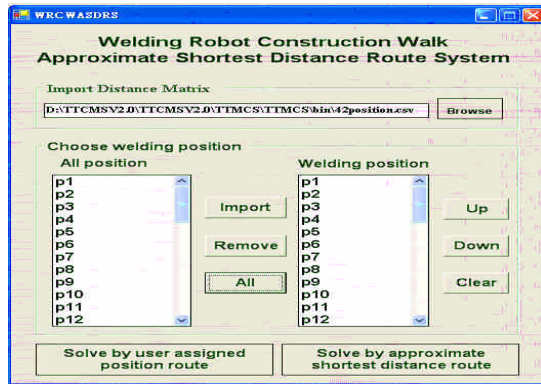 WRCWASDRS
Welding Robot Construction Walk
Approximate Shortest Distance Route System
Import Distance Matrix
D:\TTCMSV2.0\TTCMSV2.0\TTMCS\TTMCS\bin\42position.csv
Browse
Choose welding position
All position
p1
p2
p3
p4
p5
p6
p7
p8
p9
p10
p11
p12
Import
Remove
All
Welding position
p1
p2
p3
p4
p5
p6
p7
p8
p9
p10
p11
p12
Up
Down
Clear
Solve by user assigned
position route
Solve by approximate
shortest distance route